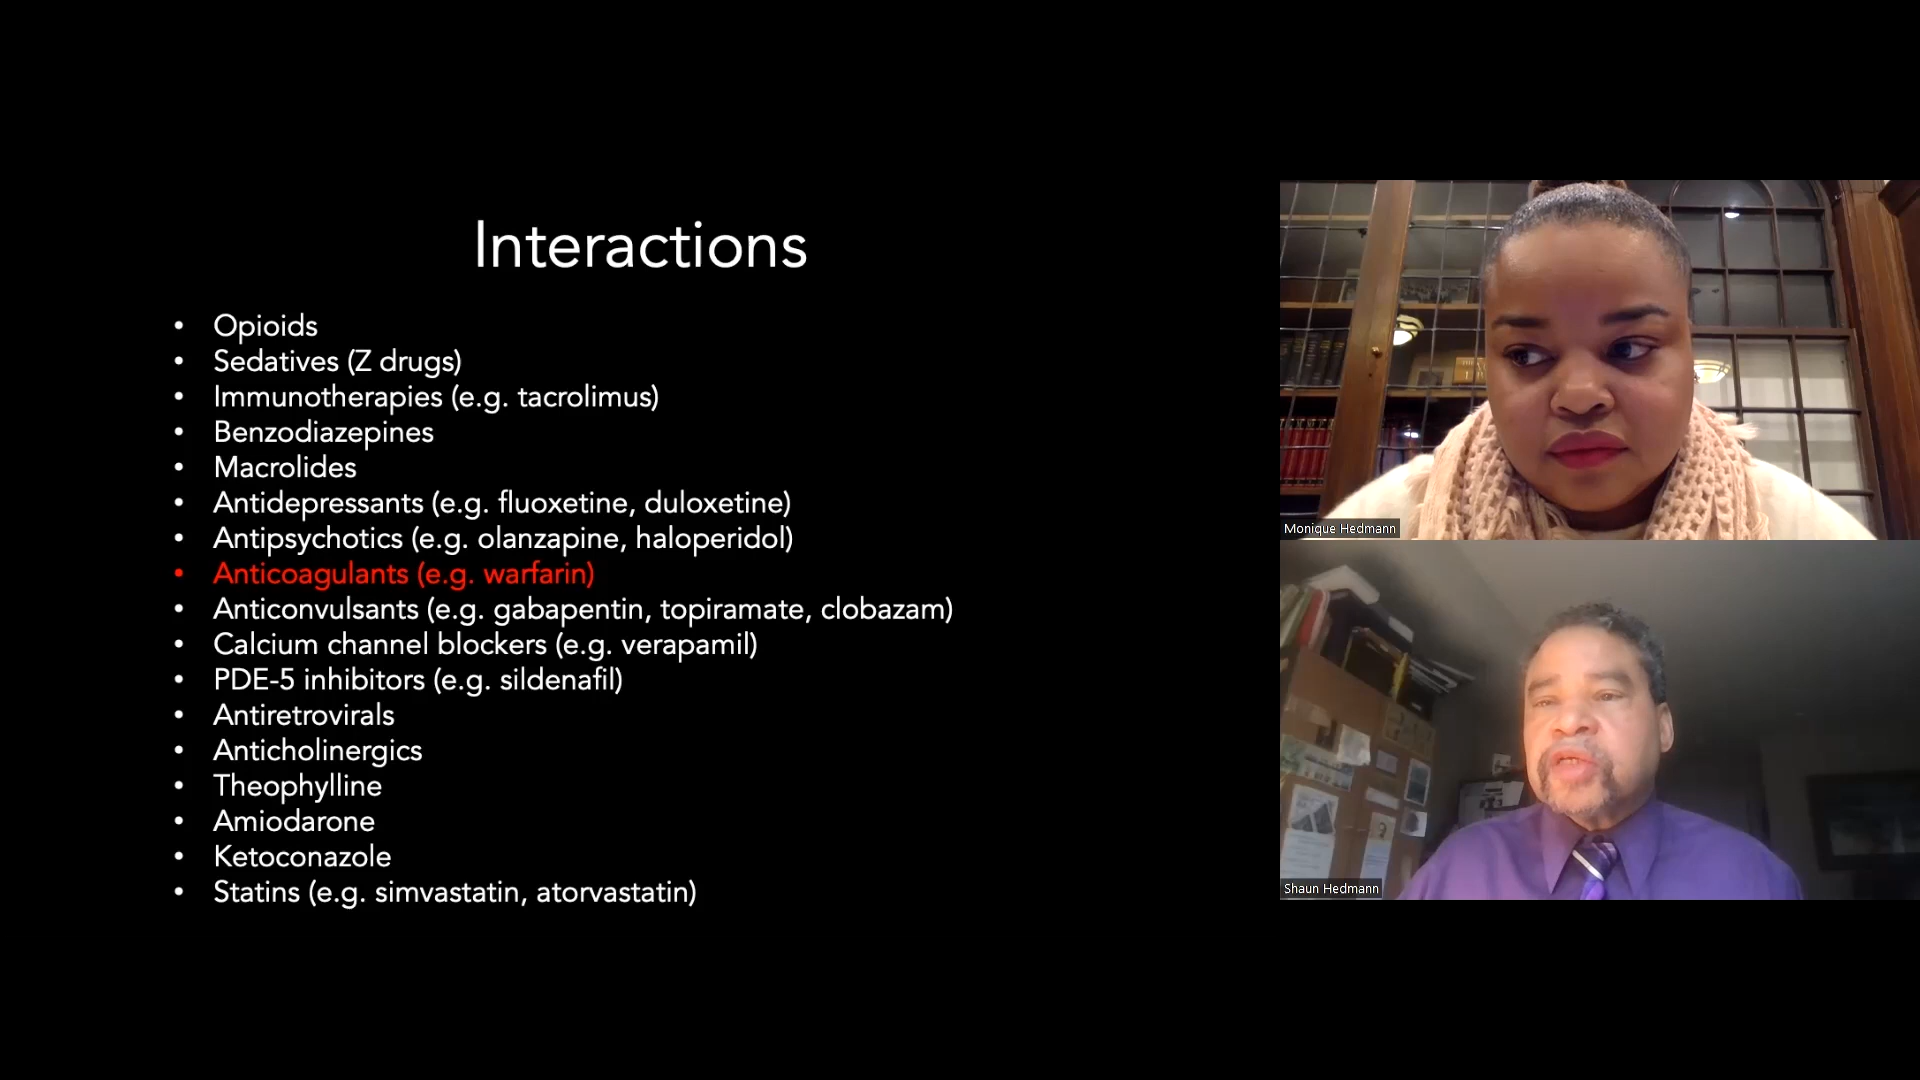 Interactions
• Opioids
• Sedatives (Z drugs)
• Immunotherapies (e.g. tacrolimus)
• Benzodiazepines
• Macrolides
• Antidepressants (e.g. fluoxetine, duloxetine)
• Antipsychotics (e.g. olanzapine, haloperidol)
• Anticoagulants (e.g. warfarin)
• Anticonvulsants (e.g. gabapentin, topiramate, clobazam)
• Calcium channel blockers (e.g. verapamil)
• PDE-5 inhibitors (e.g. sildenafil)
• Antiretrovirals
• Anticholinergics
• Theophylline
• Amiodarone
• Ketoconazole
• Statins (e.g. simvastatin, atorvastatin)
Monique Hedmann
Shaun Hedmann